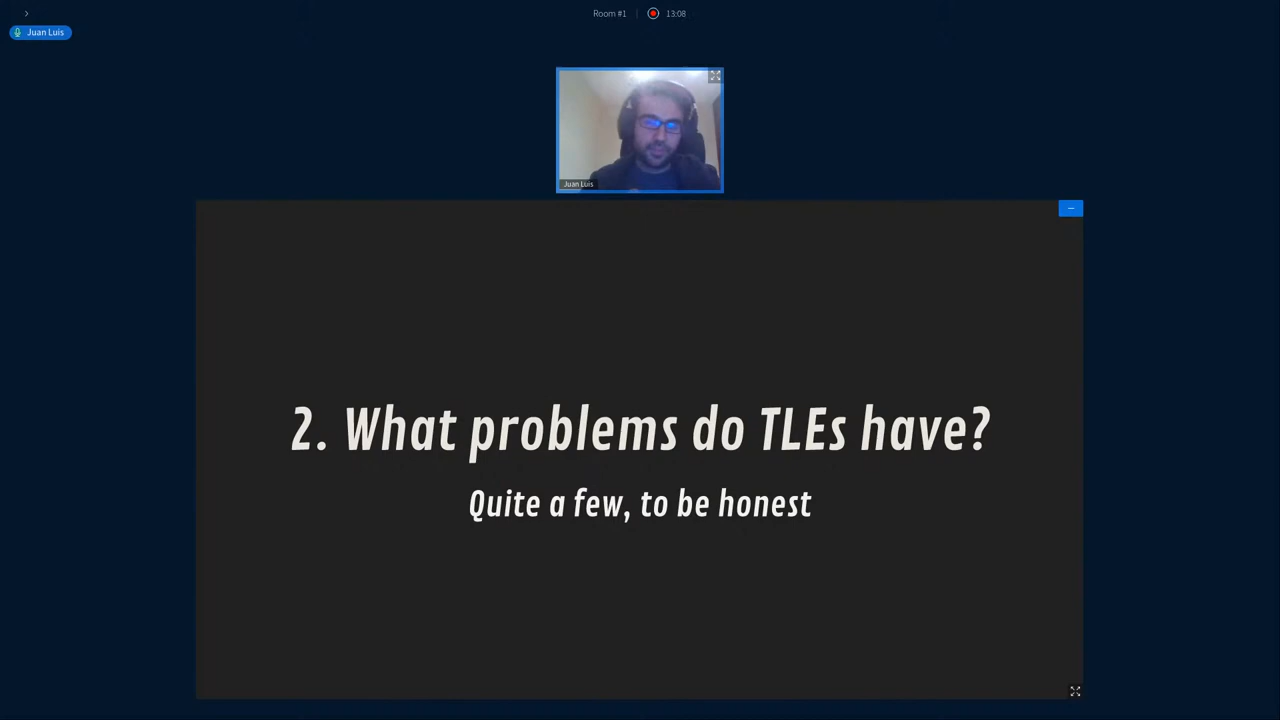 Room #1
13:08
Juan Luis
Juan Luis
2. What problems do TLEs have?
Quite a few, to be honest